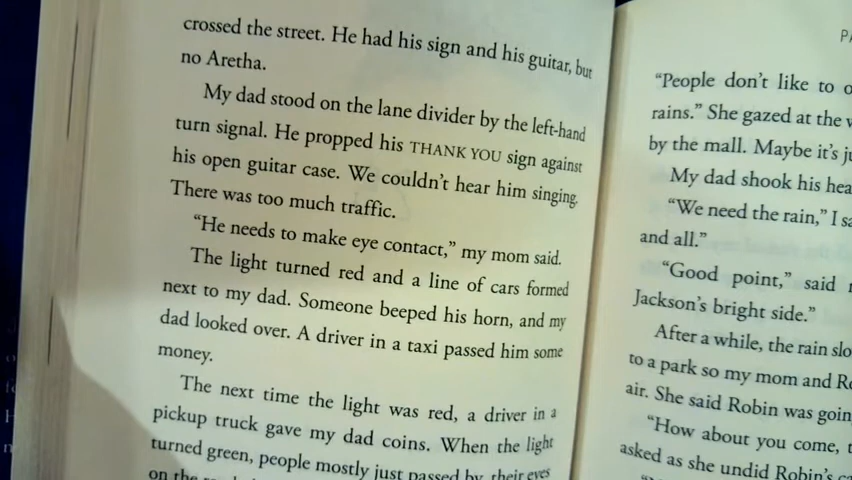 crossed the street. He had his sign and his guitar, but
no Aretha.
My dad stood on the lane divider by the left-hand
turn signal. He propped his THANK YOU sign against
his open guitar case. We couldn't hear him singing.
There was too much traffic.
“He needs to make eye contact,” my mom said.
The light turned red and a line of cars formed
next to my dad. Someone beeped his horn, and my
dad looked over. A driver in a taxi passed him some
money.
The next time the light was red, a driver in a
pickup truck gave my dad coins. When the light
turned green, people mostly just passed by, their eyes
on the
“People don't like to
rains.” She gazed at the
by the mall. Maybe it's
My dad shook his
“We need the rain,” I
and all.”
“Good point,” said
Jackson's bright side.”
After a while, the rain
to a park so my mom and
air. She said Robin was
“How about you come,
asked as she undid Robin's